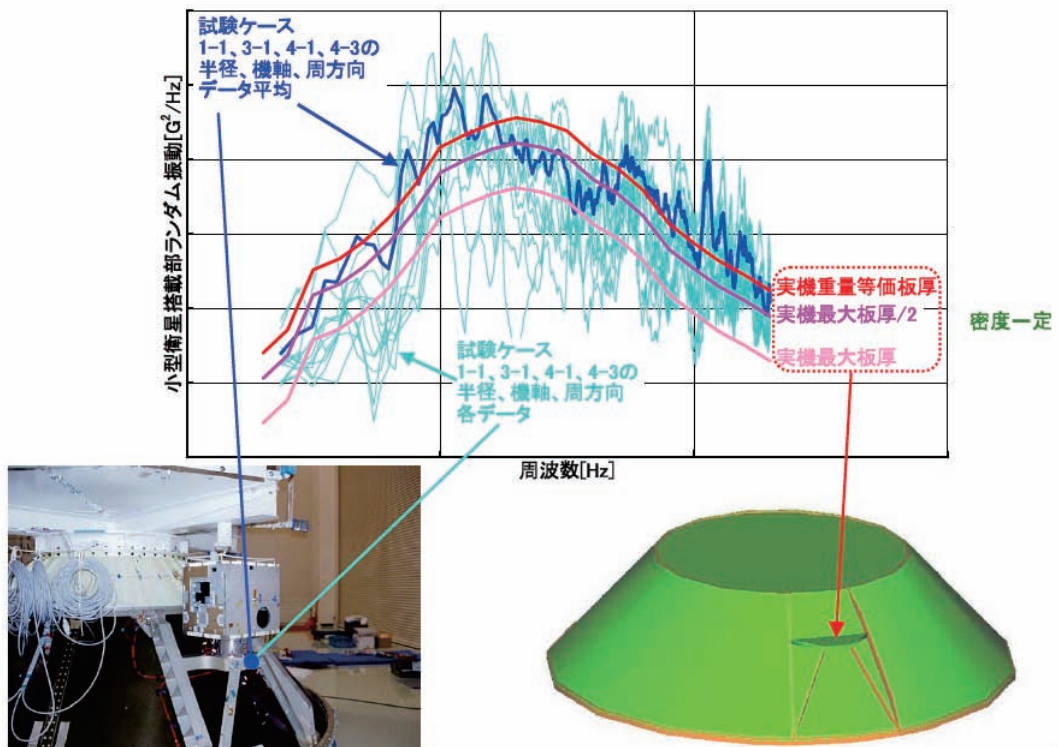 試験ケース
1-1、3-1、4-1、4-3の
半径、機軸、周方向
データ平均
小型衛星搭載部ランダム振動[G²/Hz]
実機重量等価板厚
実機最大板厚/2
実機最大板厚
密度一定
試験ケース
1-1、3-1、4-1、4-3の
半径、機軸、周方向
各データ
周波数[Hz]